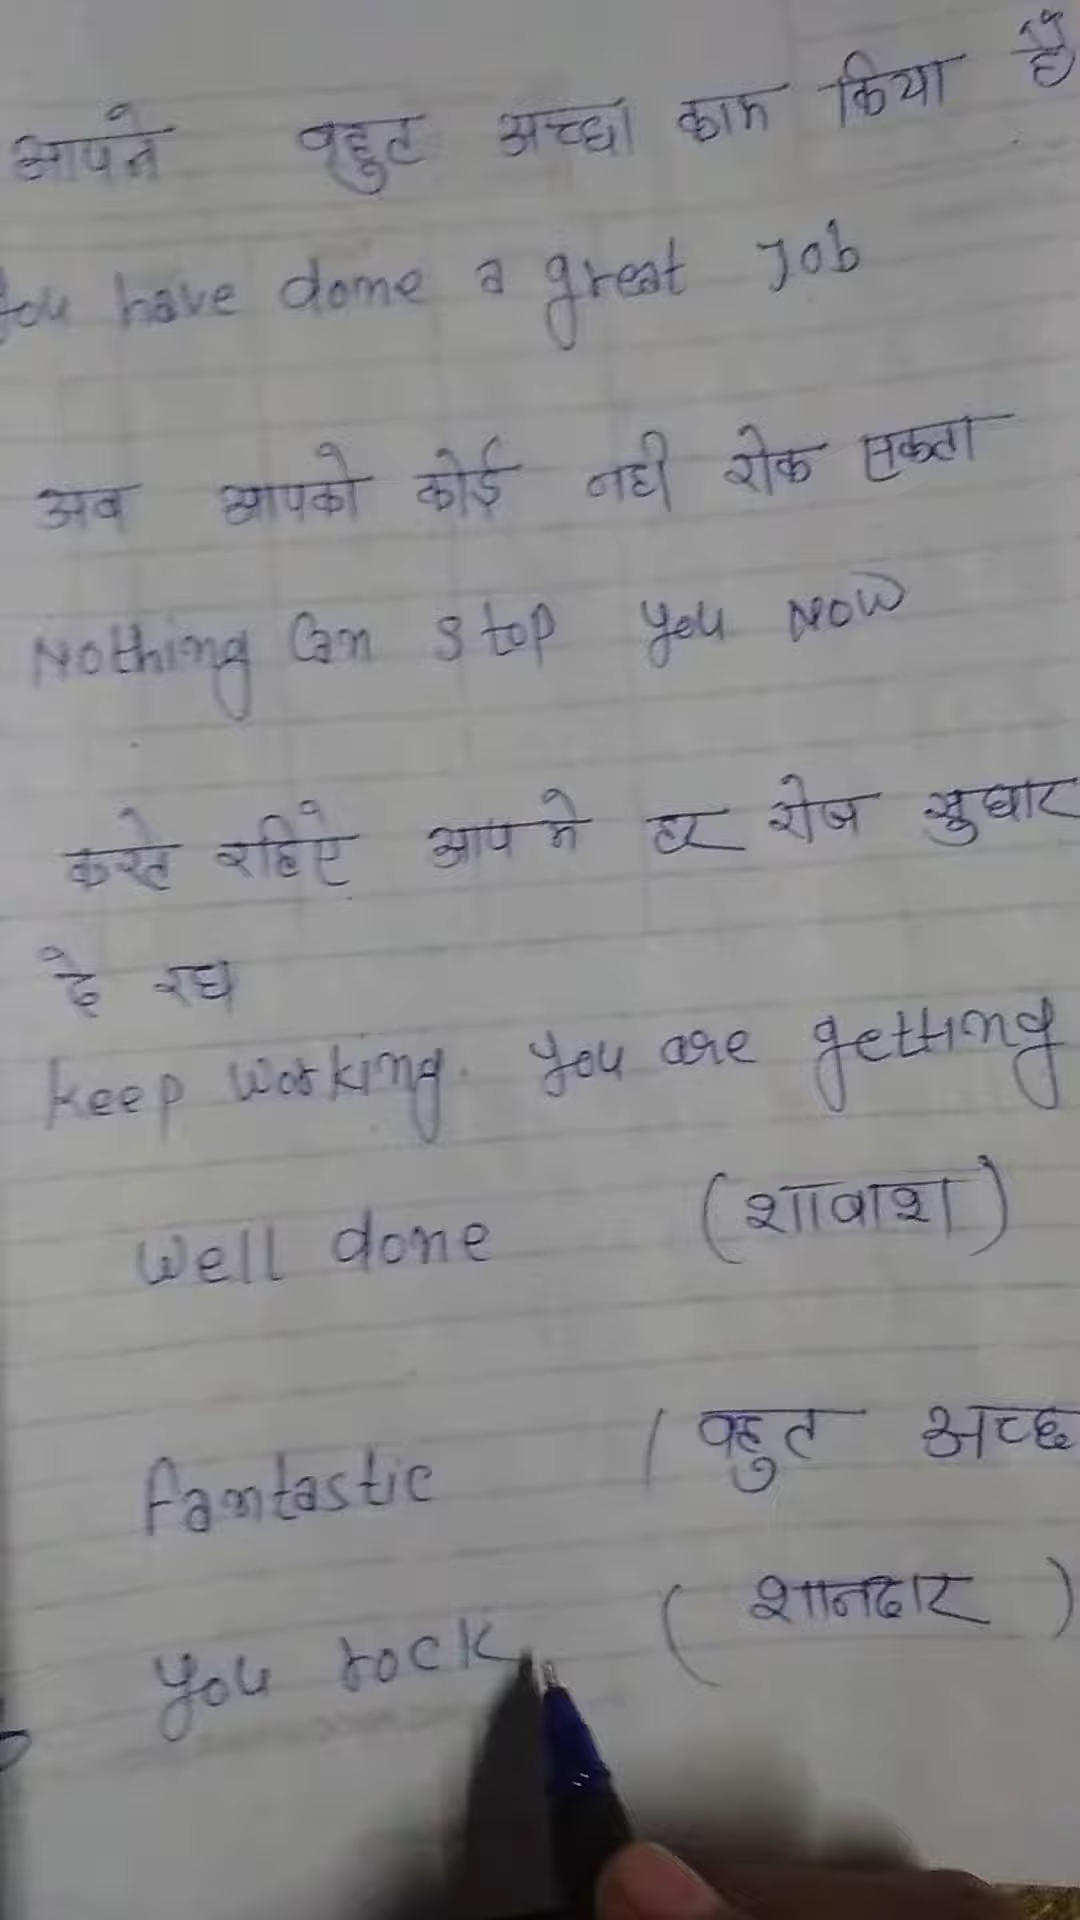 आपने बहुत अच्छा काम किया है
You have done a great Job
अब आपको कोई नही रोक सकता
Nothing Can stop you Now
करते रहिऐ आप मे हर रोज सुधार
दे रघ
keep working. You are getting
Well done (शाबाश)
fantastic (बहुत अच्छ
you rock (शानदार)